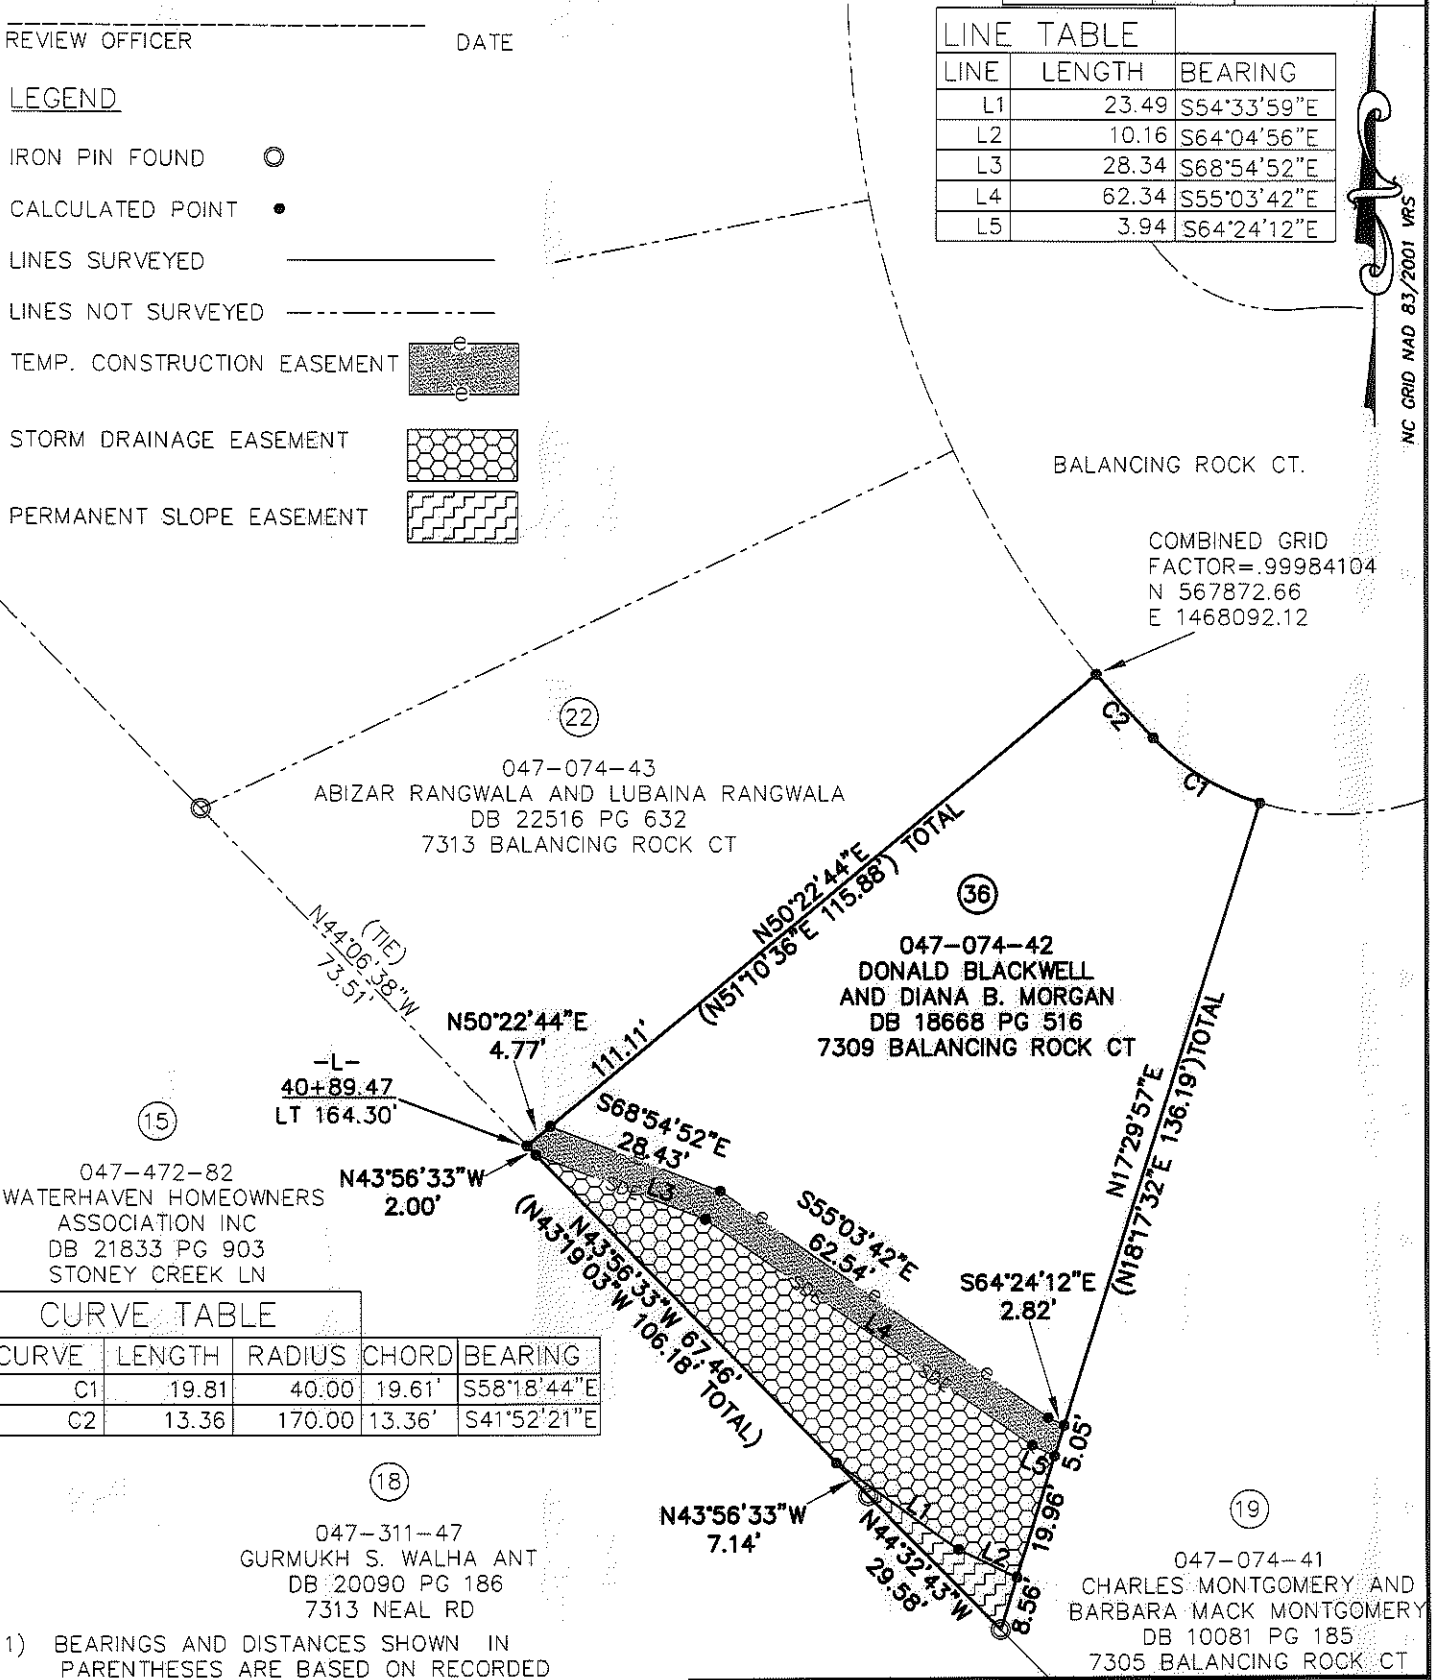 REVIEW OFFICER DATE
LEGEND
IRON PIN FOUND
CALCULATED POINT
LINES SURVEYED
LINES NOT SURVEYED
TEMP. CONSTRUCTION EASEMENT
e
e
STORM DRAINAGE EASEMENT
PERMANENT SLOPE EASEMENT
LINE TABLE
LINE LENGTH BEARING
L1 23.49 S54°33'59"E
L2 10.16 S64°04'56"E
L3 28.34 S68°54'52"E
L4 62.34 S55°03'42"E
L5 3.94 S64°24'12"E
NC GRID NAD 83/2001 VRS
BALANCING ROCK CT.
COMBINED GRID
FACTOR=.99984104
N 567872.66
E 1468092.12
C2
C1
22
047-074-43
ABIZAR RANGWALA AND LUBAINA RANGWALA
DB 22516 PG 632
7313 BALANCING ROCK CT
N50°22'44"E
(N51°10'36"E 115.88') TOTAL
111.11'
36
047-074-42
DONALD BLACKWELL
AND DIANA B. MORGAN
DB 18668 PG 516
7309 BALANCING ROCK CT
(TIE)
N44°06'38"W
73.51'
N50°22'44"E
4.77'
-L-
40+89.47
LT 164.30'
N17°29'57"E
(N18°17'32"E 136.19')TOTAL
15
047-472-82
WATERHAVEN HOMEOWNERS
ASSOCIATION INC
DB 21833 PG 903
STONEY CREEK LN
N43°56'33"W
2.00'
S68°54'52"E
28.43'
SDE
L3
e
S55°03'42"E
62.54'
SDE
L4
e
SDE
S64°24'12"E
2.82'
N43°56'33"W 67.46'
(N43°19'03"W 106.18' TOTAL)
CURVE TABLE
CURVE LENGTH RADIUS CHORD BEARING
C1 19.81 40.00 19.61' S58°18'44"E
C2 13.36 170.00 13.36' S41°52'21"E
L5
5.05'
19.96'
L1
L2
8.56'
N43°56'33"W
7.14'
N44°32'43"W
29.58'
18
047-311-47
GURMUKH S. WALHA ANT
DB 20090 PG 186
7313 NEAL RD
19
047-074-41
CHARLES MONTGOMERY AND
BARBARA MACK MONTGOMERY
DB 10081 PG 185
7305 BALANCING ROCK CT
1) BEARINGS AND DISTANCES SHOWN IN
PARENTHESES ARE BASED ON RECORDED